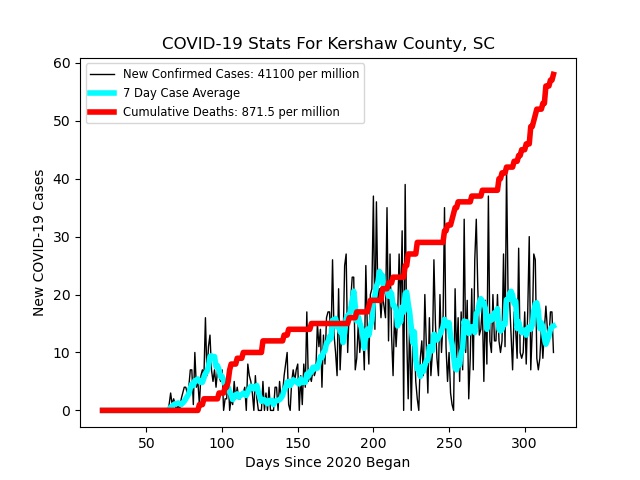 COVID-19 Stats For Kershaw County, SC
New Confirmed Cases: 41100 per million
7 Day Case Average
Cumulative Deaths: 871.5 per million
New COVID-19 Cases
60
50
40
30
20
10
0
50 100 150 200 250 300
Days Since 2020 Began